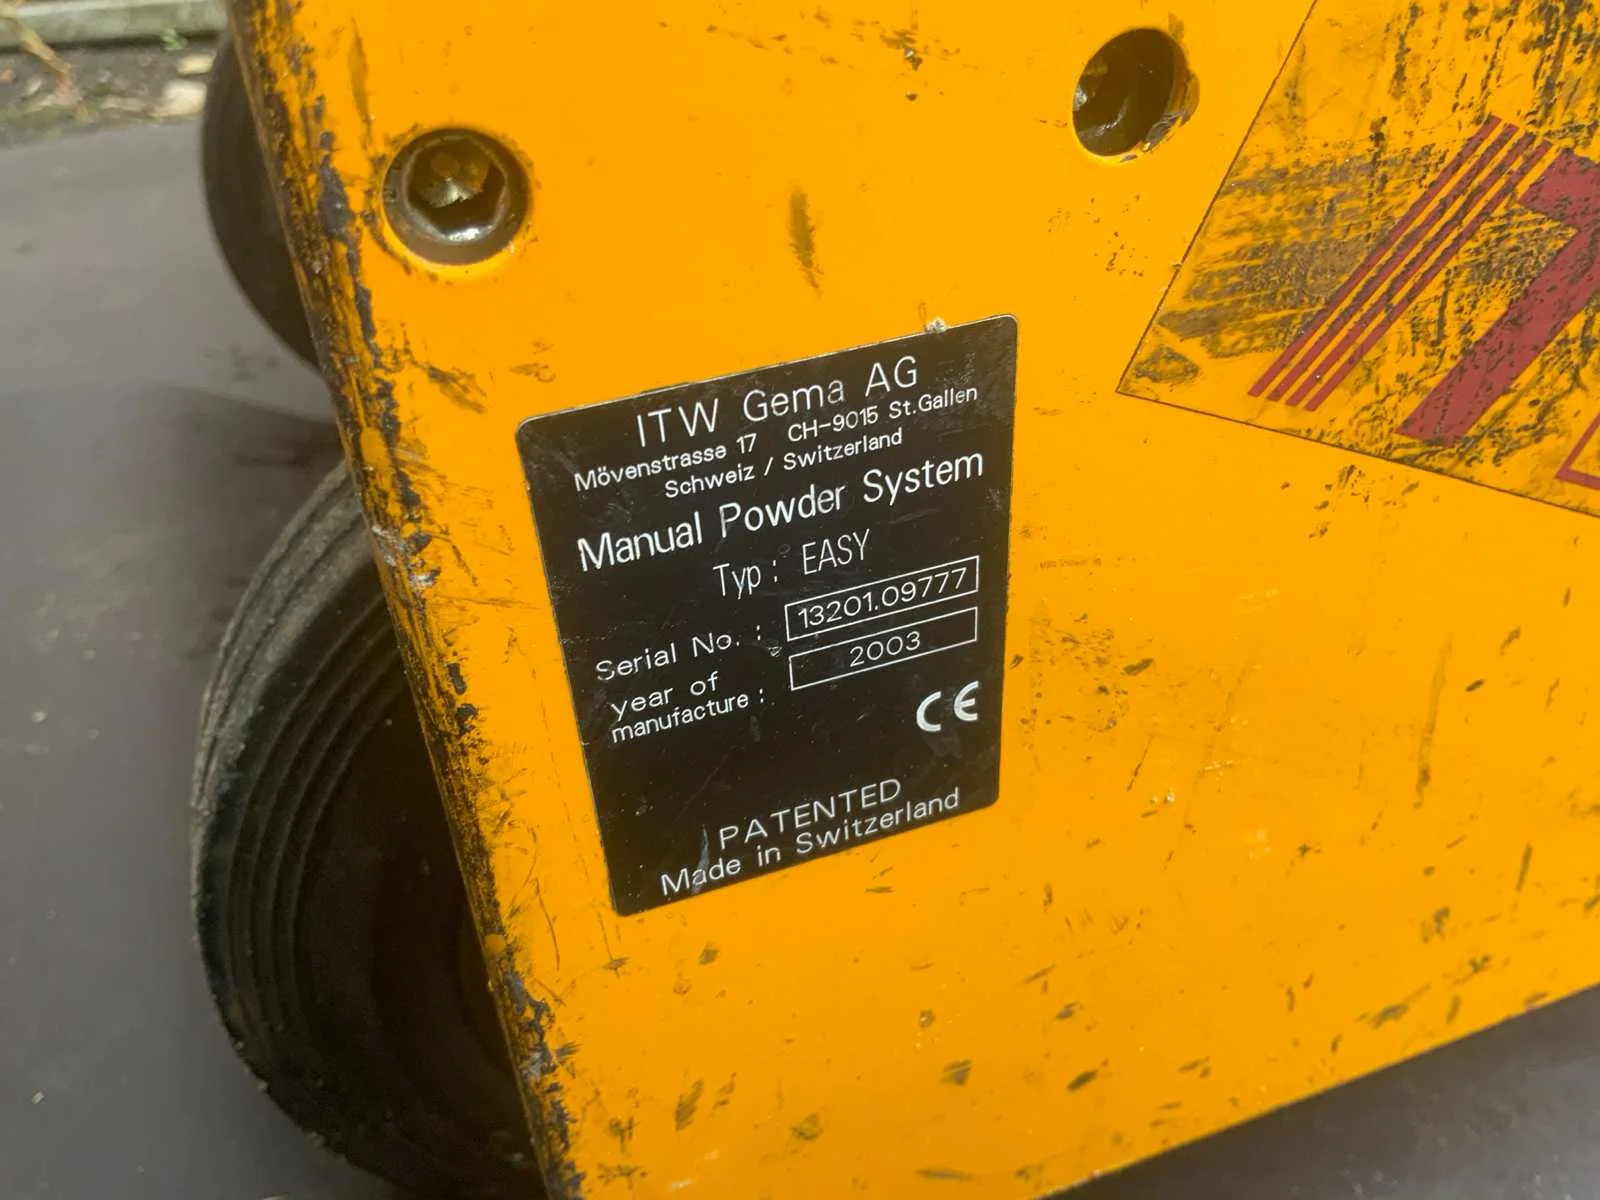 ITW Gema AG
Mövenstrasse 17 CH-9015 St.Gallen
Schweiz / Switzerland
Manual Powder System
Typ: EASY
Serial No.: 13201.09777
year of
manufacture: 2003
CE
PATENTED
Made in Switzerland